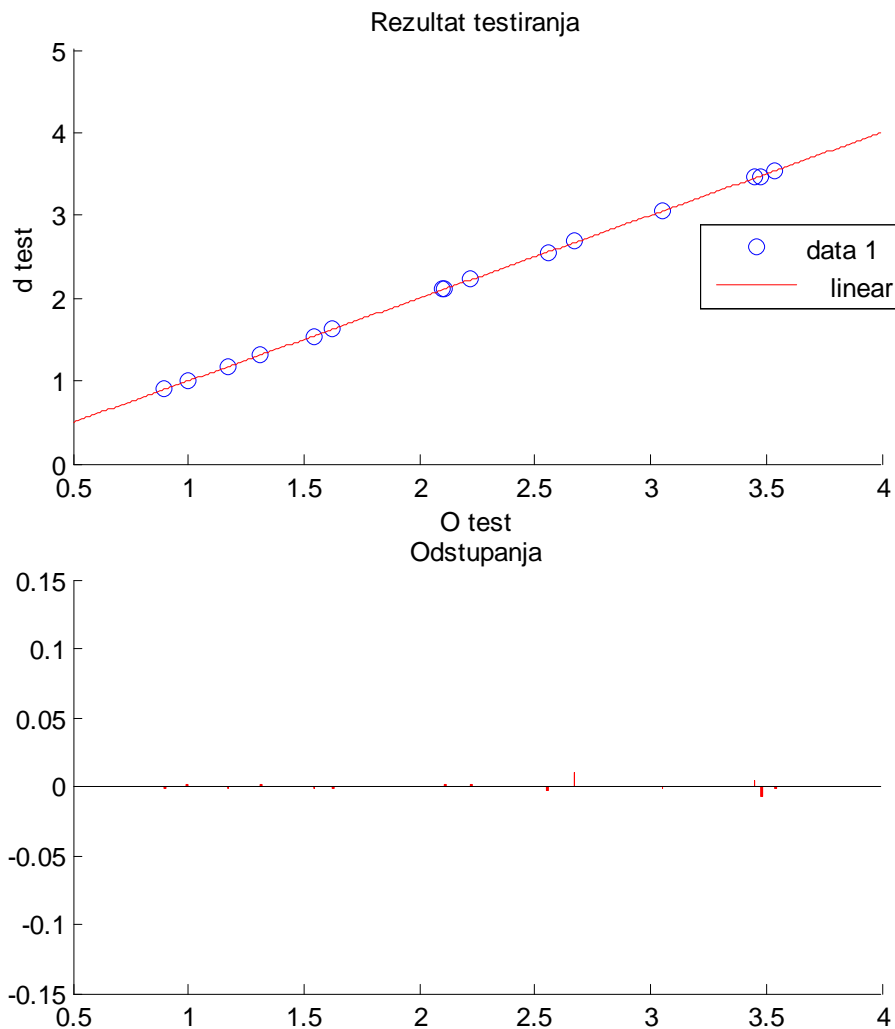 Rezultat testiranja
5
4
3
2
1
0
d test
data 1
linear
0.5 1 1.5 2 2.5 3 3.5 4
O test
Odstupanja
0.15
0.1
0.05
0
-0.05
-0.1
-0.15
0.5 1 1.5 2 2.5 3 3.5 4